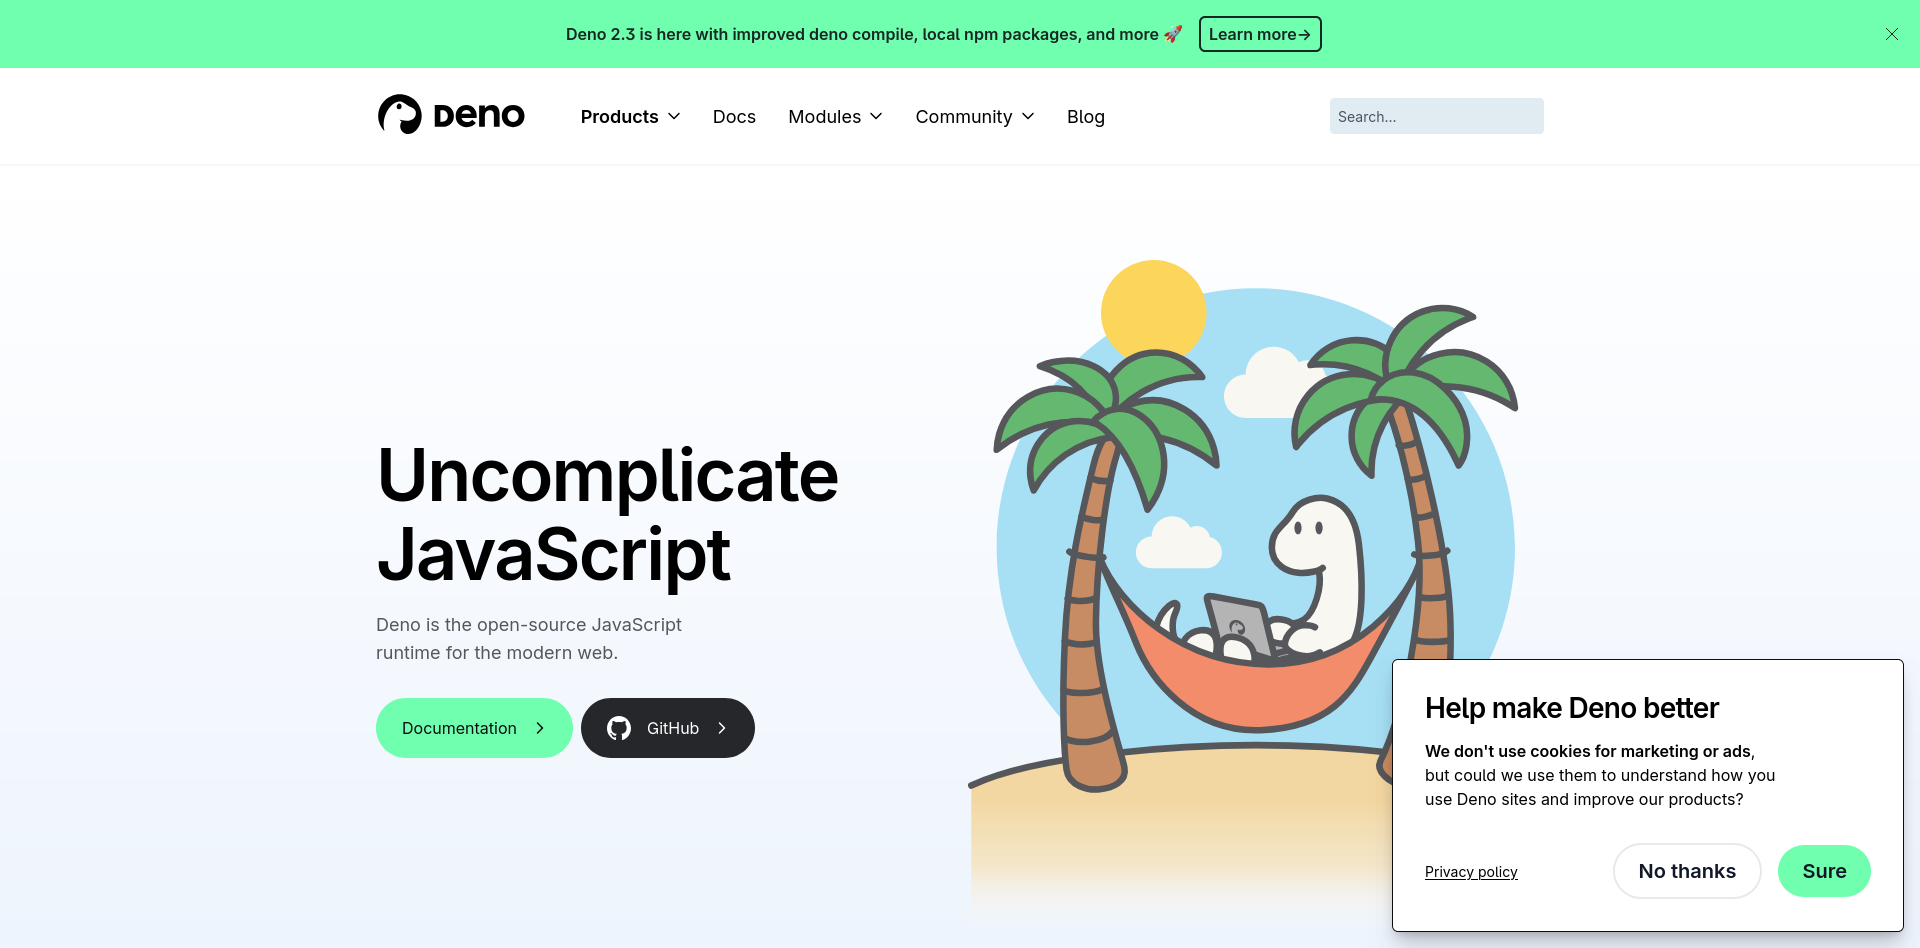 Deno 2.3 is here with improved deno compile, local npm packages, and more 🚀 Learn more→
Deno Products Docs Modules Community Blog Search...
Uncomplicate
JavaScript
Deno is the open-source JavaScript
runtime for the modern web.
Documentation GitHub
Help make Deno better
We don't use cookies for marketing or ads,
but could we use them to understand how you
use Deno sites and improve our products?
Privacy policy No thanks Sure